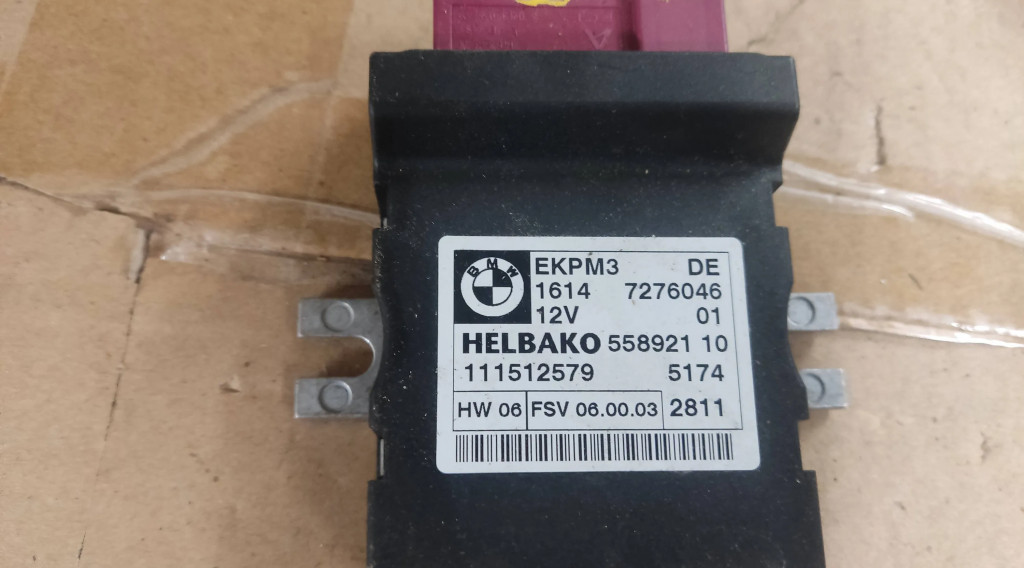 BMW
EKPM3 DE
1614 7276046
12V 01
HELBAKO 558921 10
111512579 5174
HW 06 FSV 06.00.03 2811